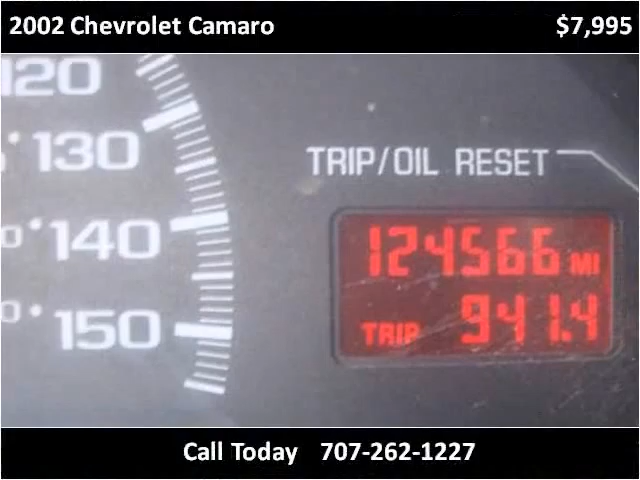 2002 Chevrolet Camaro $7,995
120
130
TRIP/OIL RESET
140
124566 MI
150
TRIP 941.4
Call Today 707-262-1227